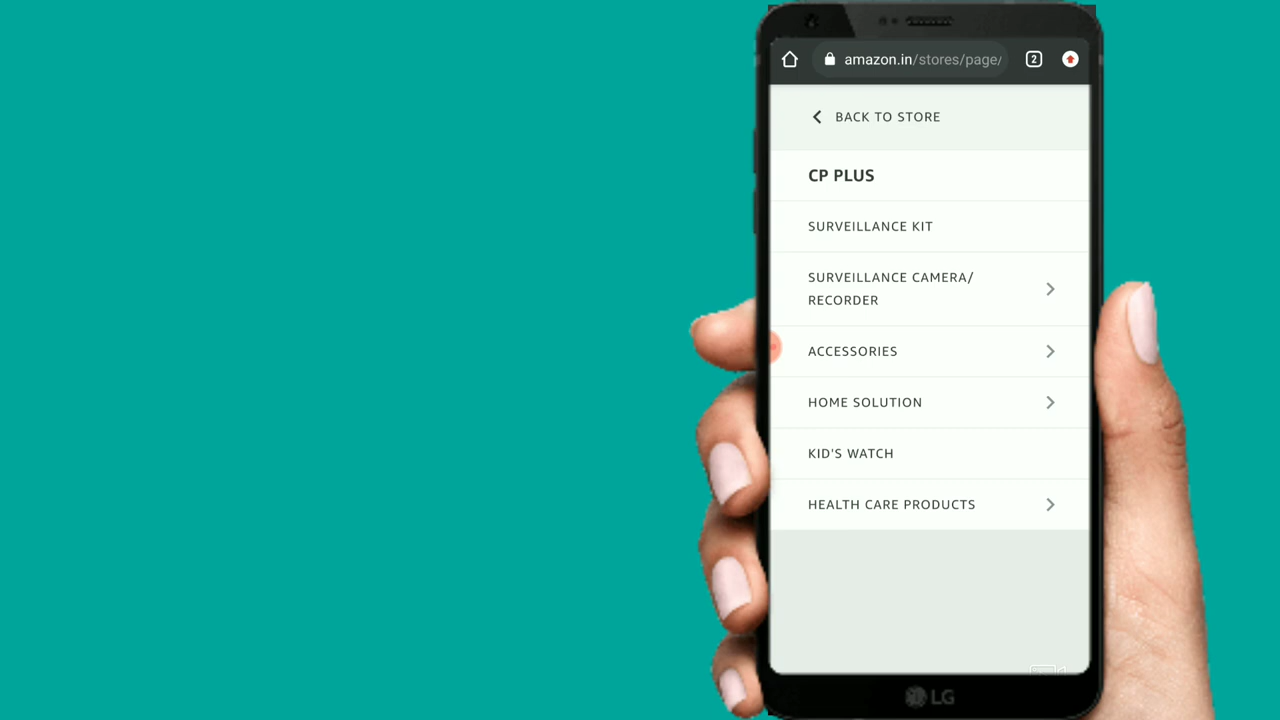 amazon.in/stores/page/
2
BACK TO STORE
CP PLUS
SURVEILLANCE KIT
SURVEILLANCE CAMERA/
RECORDER
ACCESSORIES
HOME SOLUTION
KID'S WATCH
HEALTH CARE PRODUCTS
LG